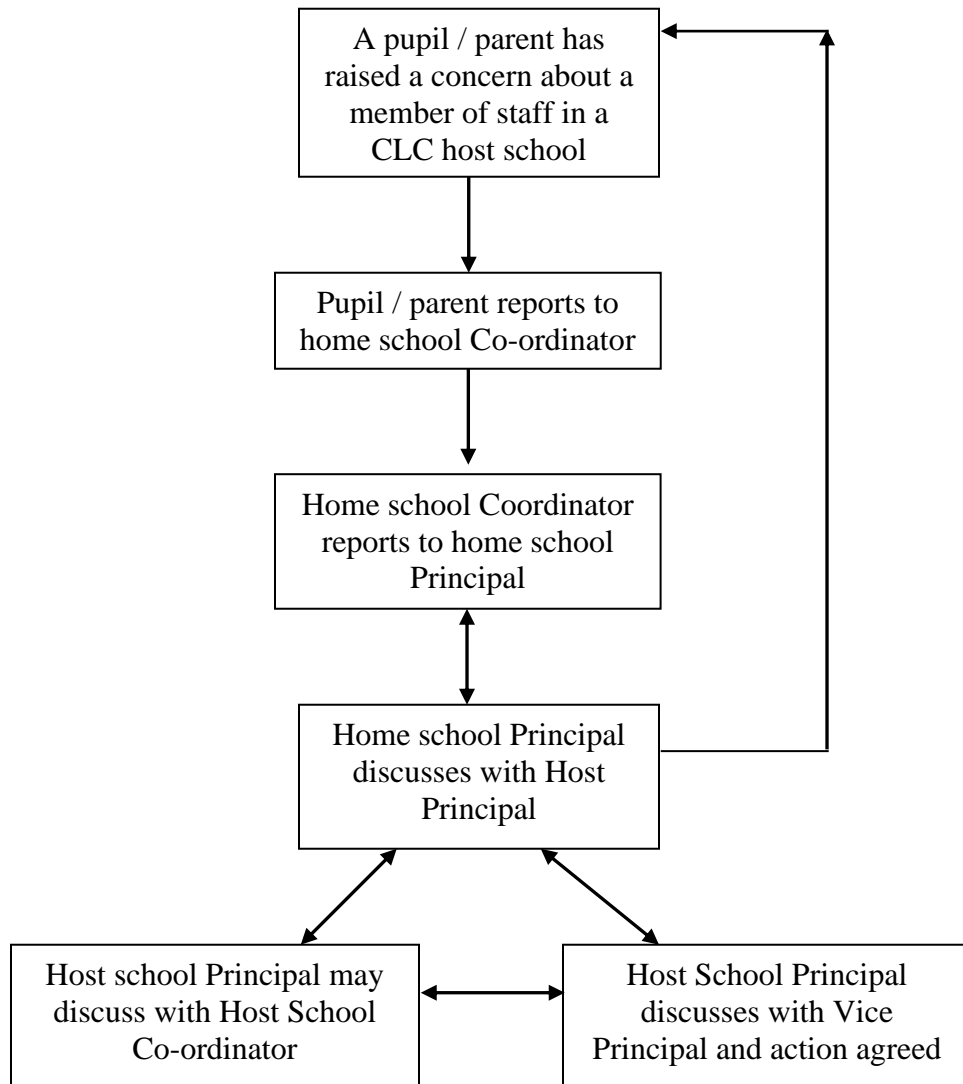 A pupil / parent has
raised a concern about a
member of staff in a
CLC host school
Pupil / parent reports to
home school Co-ordinator
Home school Coordinator
reports to home school
Principal
Home school Principal
discusses with Host
Principal
Host school Principal may
discuss with Host School
Co-ordinator
Host School Principal
discusses with Vice
Principal and action agreed